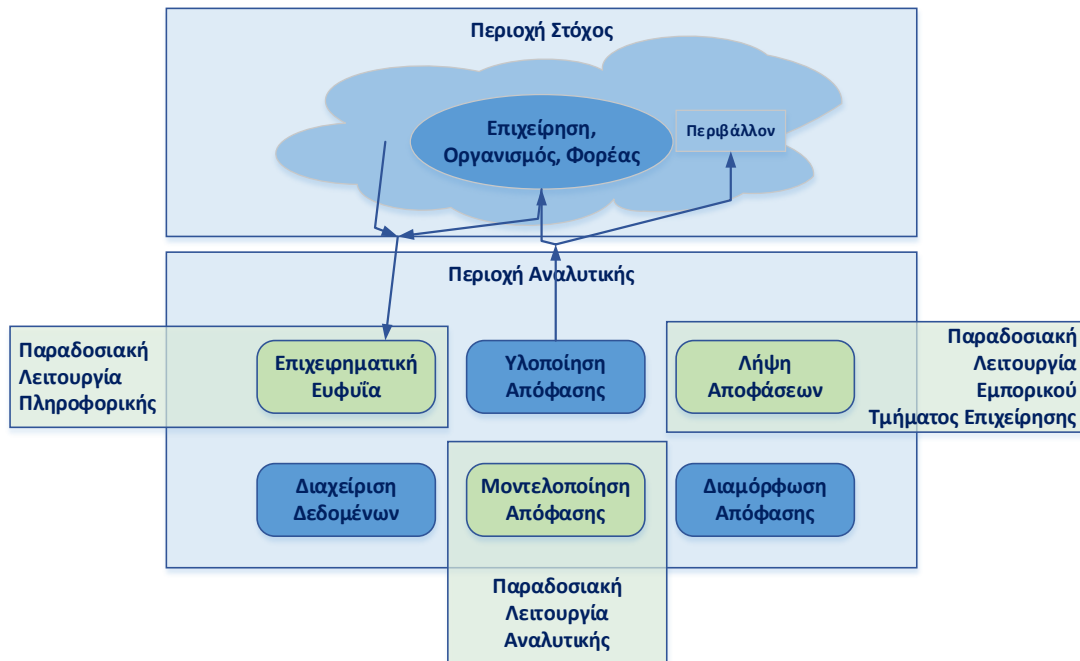 Περιοχή Στόχος
Επιχείρηση,
Οργανισμός, Φορέας
Περιβάλλον
Περιοχή Αναλυτικής
Παραδοσιακή
Λειτουργία
Πληροφορικής
Επιχειρηματική
Ευφυΐα
Υλοποίηση
Απόφασης
Λήψη
Αποφάσεων
Παραδοσιακή
Λειτουργία
Εμπορικού
Τμήματος Επιχείρησης
Διαχείριση
Δεδομένων
Μοντελοποίηση
Απόφασης
Διαμόρφωση
Απόφασης
Παραδοσιακή
Λειτουργία
Αναλυτικής